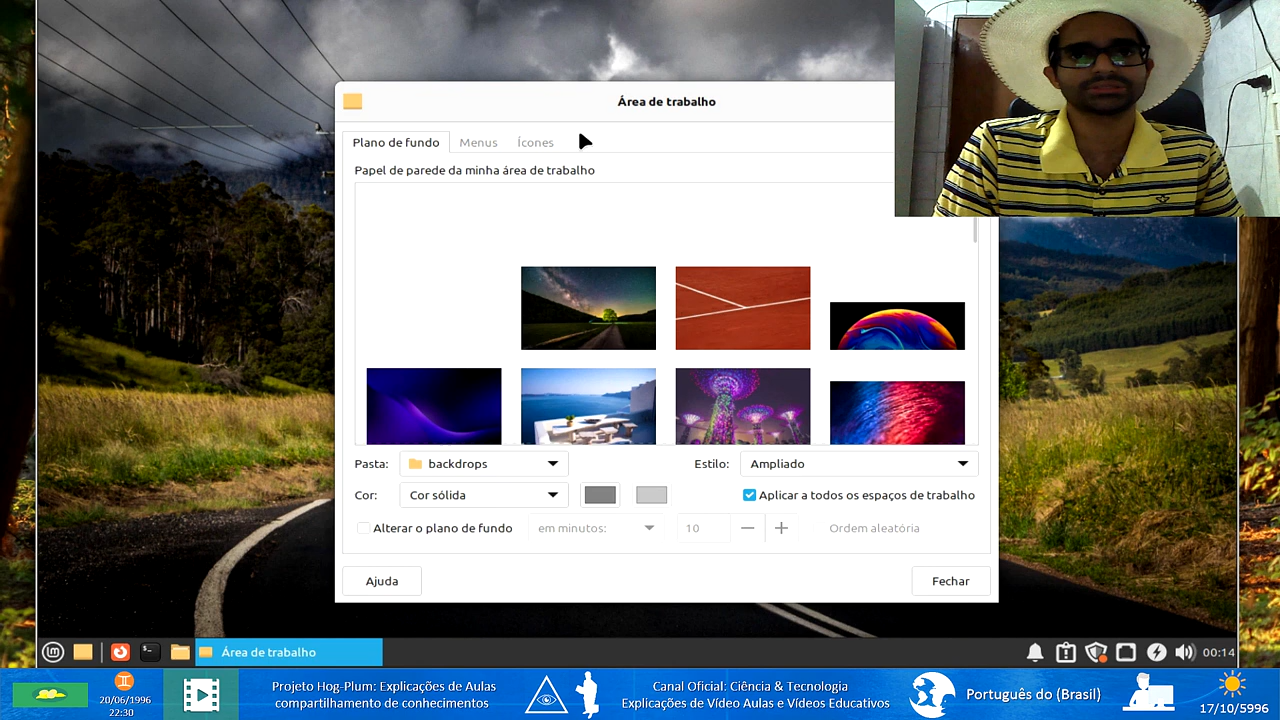 Área de trabalho
Plano de fundo
Menus
Ícones
Papel de parede da minha área de trabalho
Pasta:
backdrops
Estilo:
Ampliado
Cor:
Cor sólida
Aplicar a todos os espaços de trabalho
Alterar o plano de fundo
em minutos:
10
Ordem aleatória
Ajuda
Fechar
Área de trabalho
00:14
20/06/1996
22:30
Projeto Hog-Plum: Explicações de Aulas
compartilhamento de conhecimentos
Canal Oficial: Ciência & Tecnologia
Explicações de Vídeo Aulas e Vídeos Educativos
Português do (Brasil)
17/10/5996